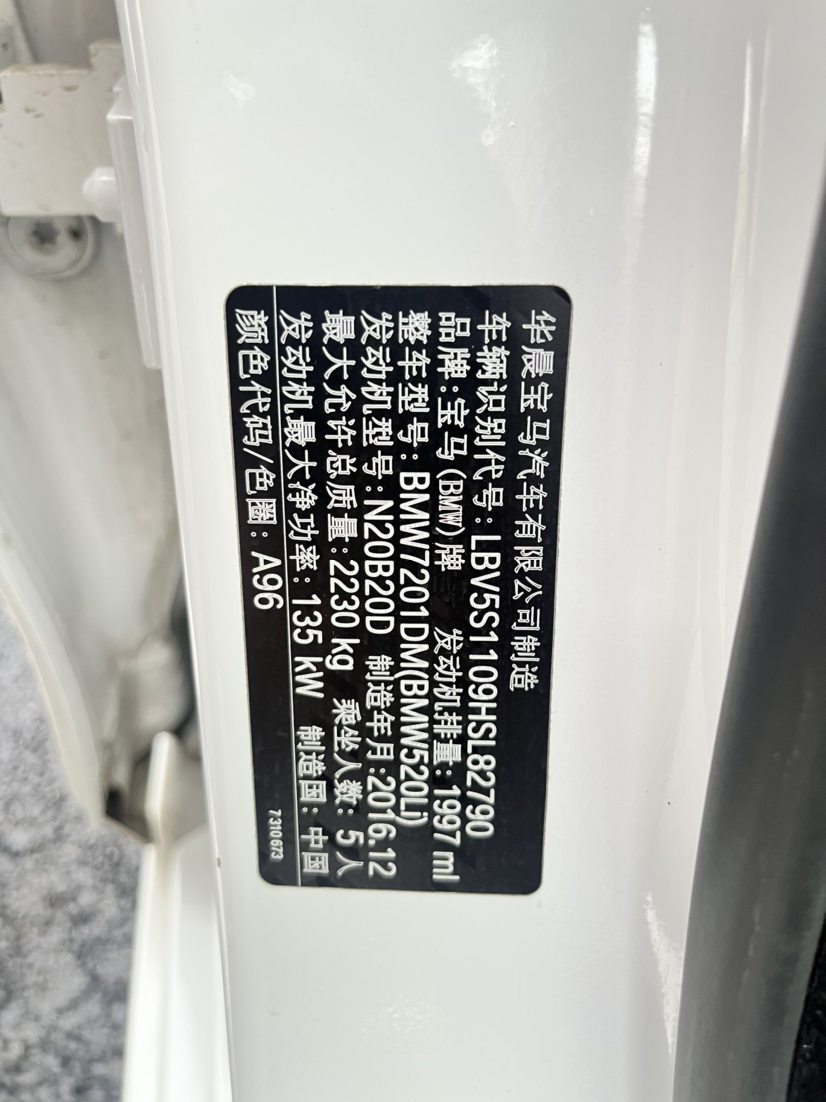 华晨宝马汽车有限公司制造
车辆识别代号：LBV5S1109HSL82790
品牌：宝马(BMW)牌 发动机排量：1997 ml
整车型号：BMW7201DM(BMW520Li)
发动机型号：N20B20D 制造年月：2016.12
最大允许总质量：2230 kg 乘坐人数：5人
发动机最大净功率：135 kW 制造国：中国
颜色代码/色圈：A96
7310673